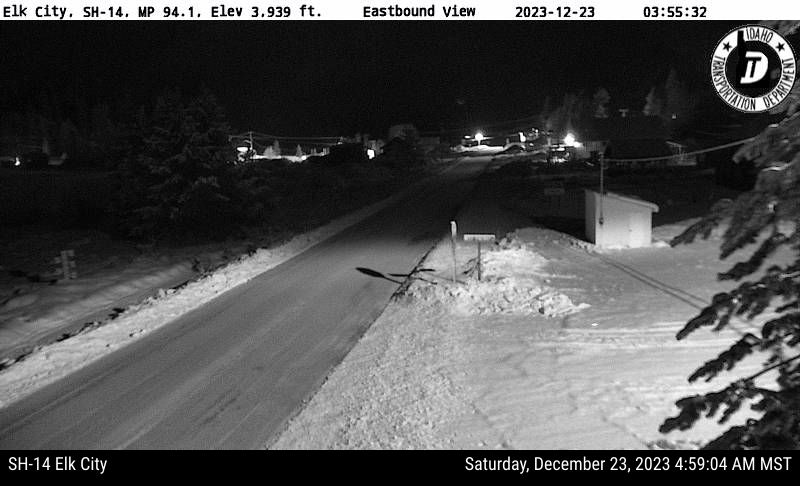 Elk City, SH-14, MP 94.1, Elev 3,939 ft. Eastbound View 2023-12-23 03:55:32
IDAHO
TRANSPORTATION DEPARTMENT
SH-14 Elk City Saturday, December 23, 2023 4:59:04 AM MST